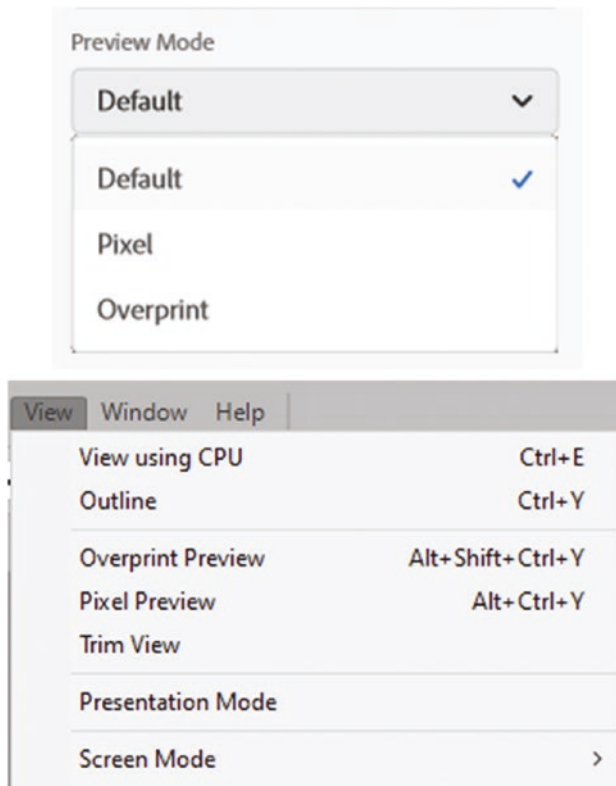 Preview Mode
Default
Default
Pixel
Overprint
View Window Help
View using CPU Ctrl+E
Outline Ctrl+Y
Overprint Preview Alt+Shift+Ctrl+Y
Pixel Preview Alt+Ctrl+Y
Trim View
Presentation Mode
Screen Mode